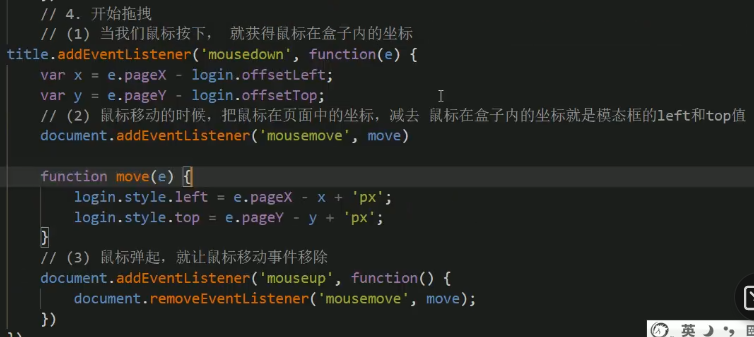 // 4. 开始拖拽
// (1) 当我们鼠标按下, 就获得鼠标在盒子内的坐标
title.addEventListener('mousedown', function(e) {
var x = e.pageX - login.offsetLeft;
var y = e.pageY - login.offsetTop;
// (2) 鼠标移动的时候，把鼠标在页面中的坐标，减去 鼠标在盒子内的坐标就是模态框的left和top值
document.addEventListener('mousemove', move)
function move(e) {
login.style.left = e.pageX - x + 'px';
login.style.top = e.pageY - y + 'px';
}
// (3) 鼠标弹起，就让鼠标移动事件移除
document.addEventListener('mouseup', function() {
document.removeEventListener('mousemove', move);
})
})
英